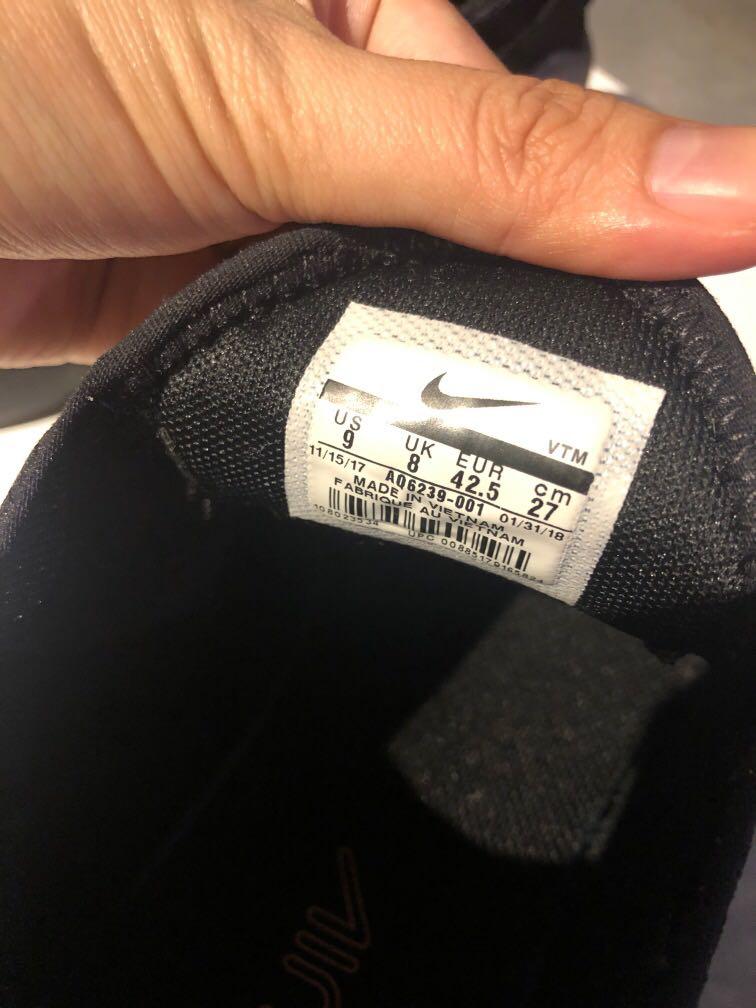 VTM
US UK EUR cm
9 8 42.5 27
11/15/17 AO6239-001 01/31/18
MADE IN VIETNAM
FABRIQUE AU VIETNAM
108023534 UPC